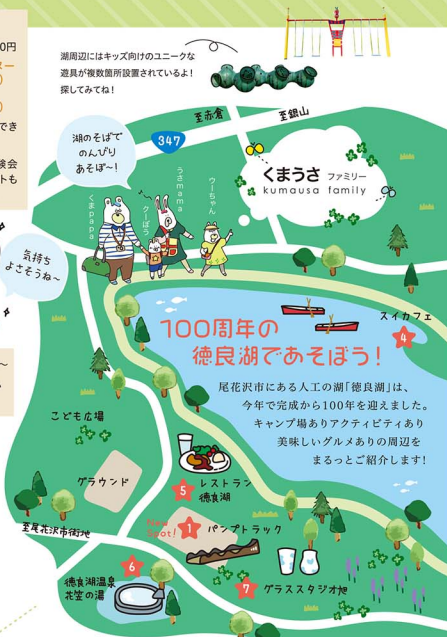 0円
ター
)
)
でき
験会
トも
湖周辺にはキッズ向けのユニークな
遊具が複数箇所設置されているよ!
探してみてね!
至赤倉
至銀山
347
湖のそばで
のんびり
あそぼ〜!
くまうさ ファミリー
kumausa family
くまpapa
くーぼう
うさmama
ウーちゃん
気持ち
よさそうね〜
100周年の
徳良湖であそぼう!
スイカフェ
4
尾花沢市にある人工の湖「徳良湖」は、
今年で完成から100年を迎えました。
キャンプ場ありアクティビティあり
美味しいグルメありの周辺を
まるっとご紹介します!
こども広場
グラウンド
5
レストラン
徳良湖
至尾花沢市街地
New
Spot!
1
パンプトラック
6
徳良湖温泉
花笠の湯
7
グラススタジオ旭